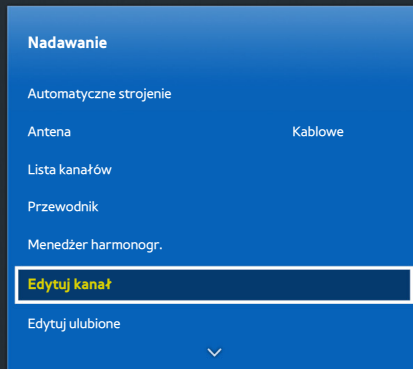 Nadawanie
Automatyczne strojenie
Antena Kablowe
Lista kanałów
Przewodnik
Menedżer harmonogr.
Edytuj kanał
Edytuj ulubione